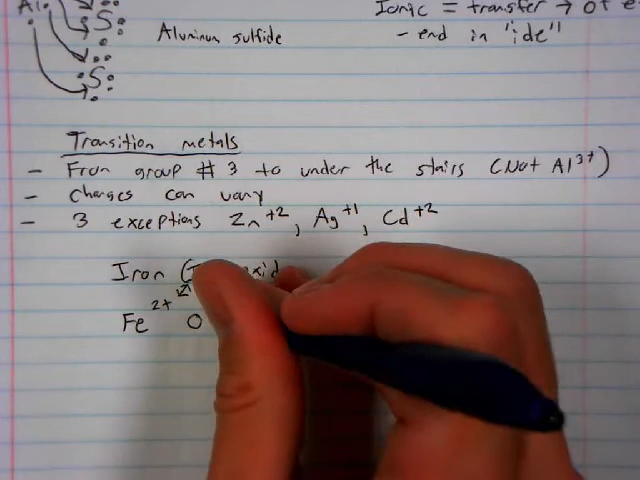 Al
S
S
Ionic = transfer → of e
Aluminum sulfide
- end in "ide"
Transition metals
- From group # 3 to under the stairs (Not Al3+)
- Charges can vary
- 3 exceptions Zn+2, Ag+1, Cd+2
Iron
Fe2+ O